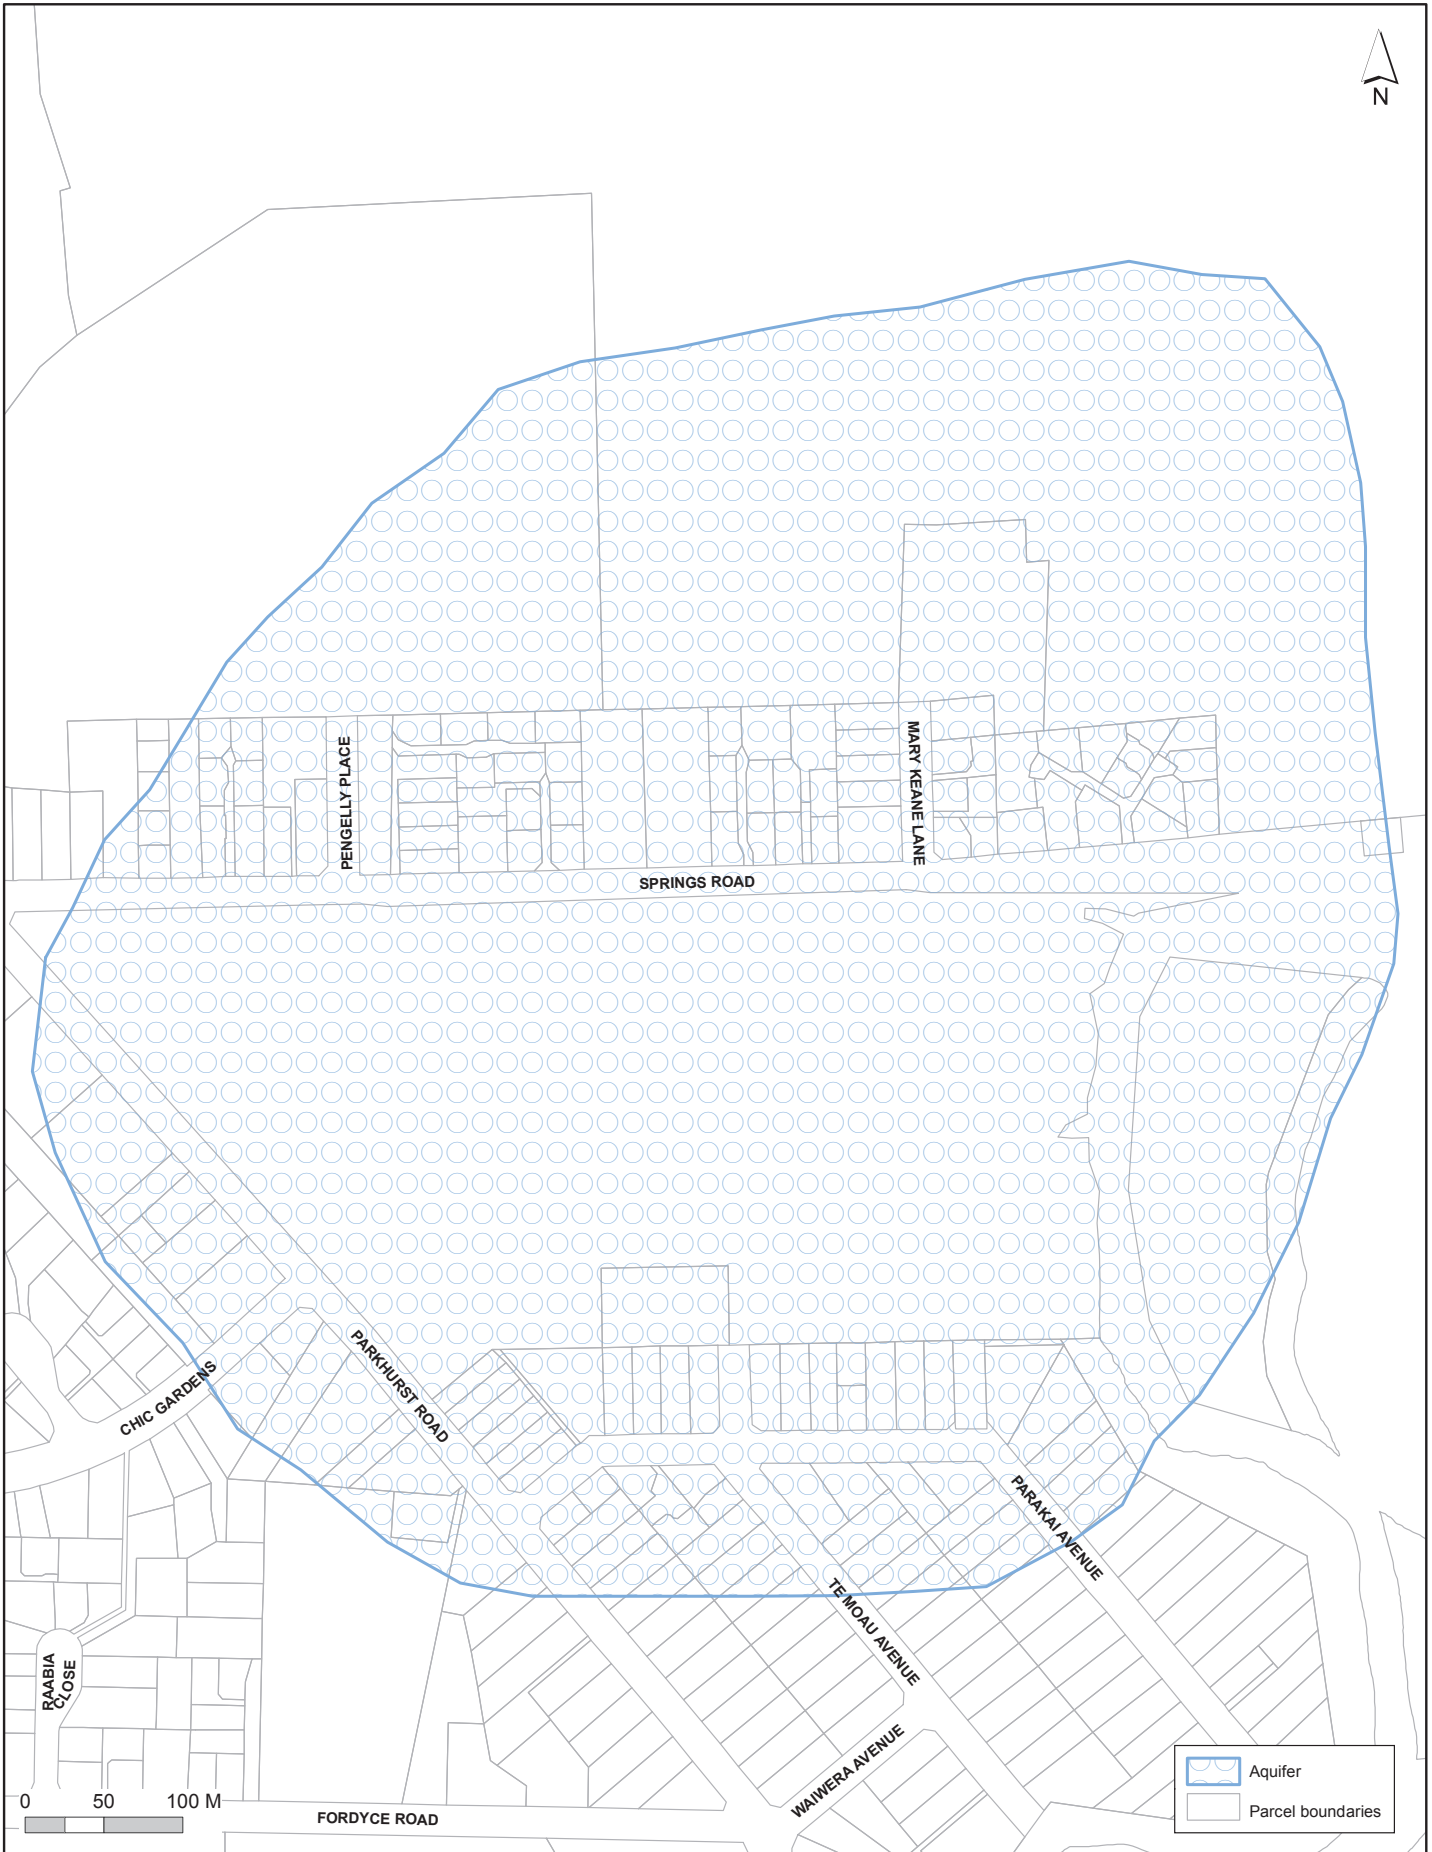 N
PENGELLY PLACE
MARY KEANE LANE
SPRINGS ROAD
PARKHURST ROAD
CHIC GARDENS
PARAKAI AVENUE
TE MOAU AVENUE
RAABIA
CLOSE
WAIWERA AVENUE
FORDYCE ROAD
0 50 100 M
Aquifer
Parcel boundaries